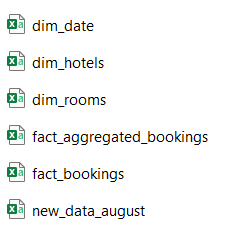 dim_date
dim_hotels
dim_rooms
fact_aggregated_bookings
fact_bookings
new_data_august